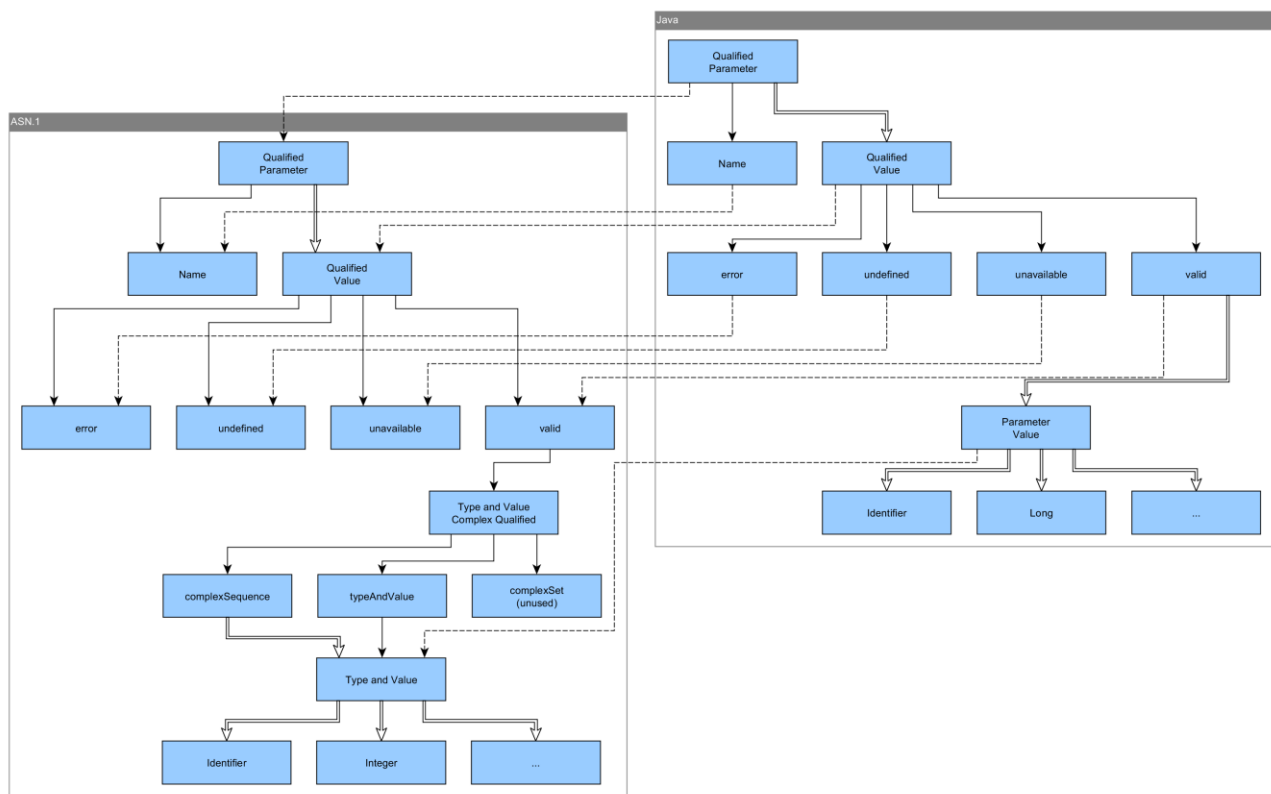 Java
Qualified
Parameter
Name
Qualified
Value
error
undefined
unavailable
valid
Parameter
Value
Identifier
Long
...
ASN.1
Qualified
Parameter
Name
Qualified
Value
error
undefined
unavailable
valid
Type and Value
Complex Qualified
complexSequence
typeAndValue
complexSet
(unused)
Type and Value
Identifier
Integer
...